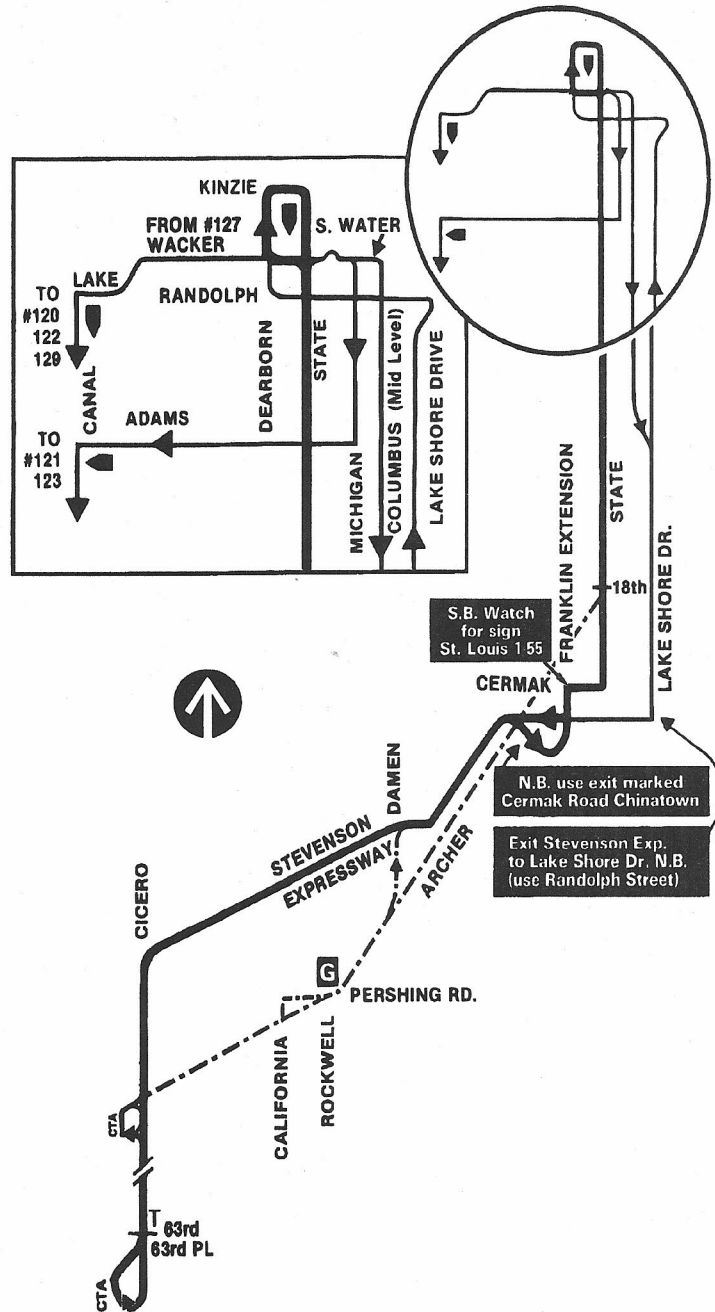 KINZIE
FROM #127
WACKER
S. WATER
LAKE
RANDOLPH
TO
#120
122
129
CANAL
DEARBORN
STATE
ADAMS
TO
#121
123
MICHIGAN
COLUMBUS (Mid Level)
LAKE SHORE DRIVE
FRANKLIN EXTENSION
STATE
LAKE SHORE DR.
18th
S.B. Watch
for sign
St. Louis 1-55
CERMAK
N.B. use exit marked
Cermak Road Chinatown
Exit Stevenson Exp.
to Lake Shore Dr. N.B.
(use Randolph Street)
DAMEN
STEVENSON
EXPRESSWAY
ARCHER
CICERO
G
PERSHING RD.
CALIFORNIA
ROCKWELL
CTA
T
63rd
63rd PL
CTA